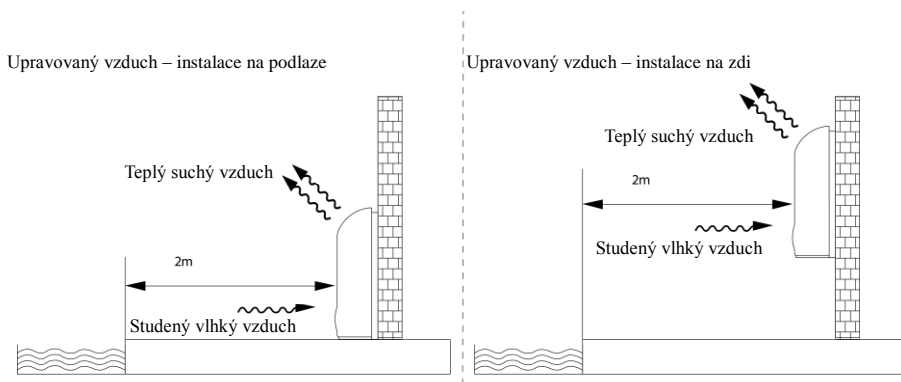 Upravovaný vzduch – instalace na podlaze
Teplý suchý vzduch
2m
Studený vlhký vzduch
Upravovaný vzduch – instalace na zdi
Teplý suchý vzduch
2m
Studený vlhký vzduch